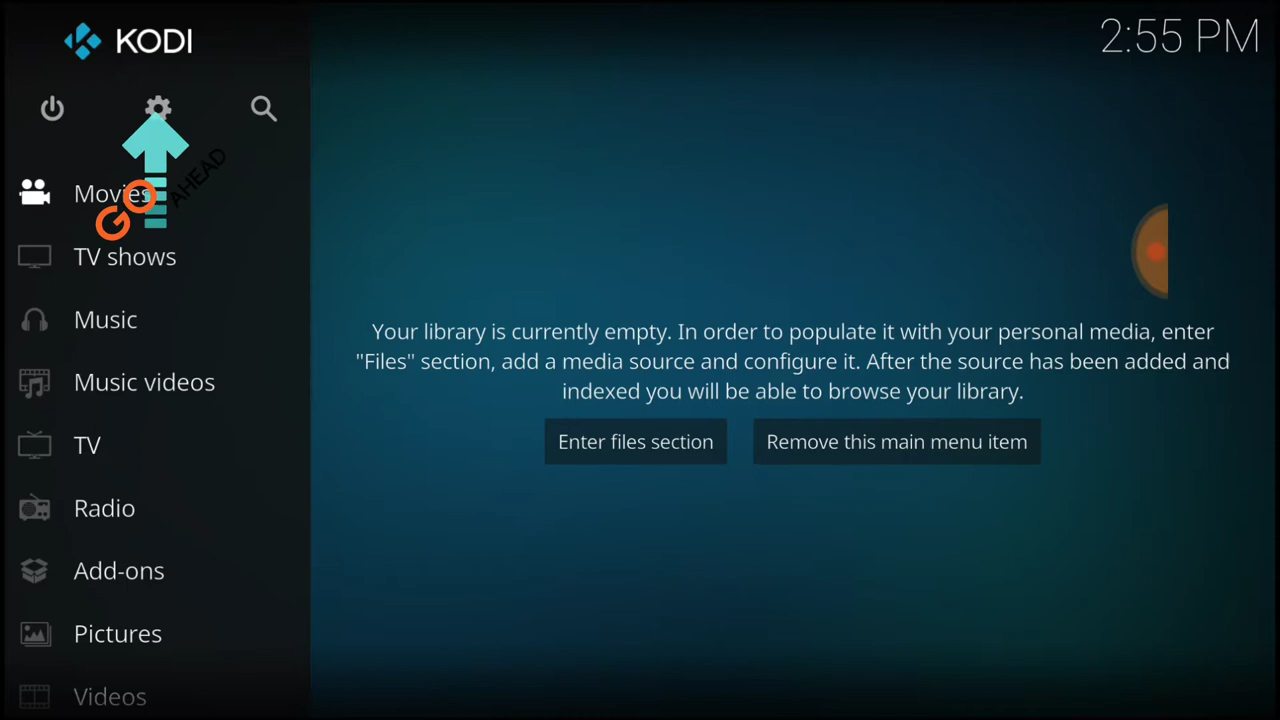 KODI
2:55 PM
AHEAD
GO
Movies
TV shows
Music
Music videos
TV
Radio
Add-ons
Pictures
Videos
Your library is currently empty. In order to populate it with your personal media, enter
"Files" section, add a media source and configure it. After the source has been added and
indexed you will be able to browse your library.
Enter files section
Remove this main menu item